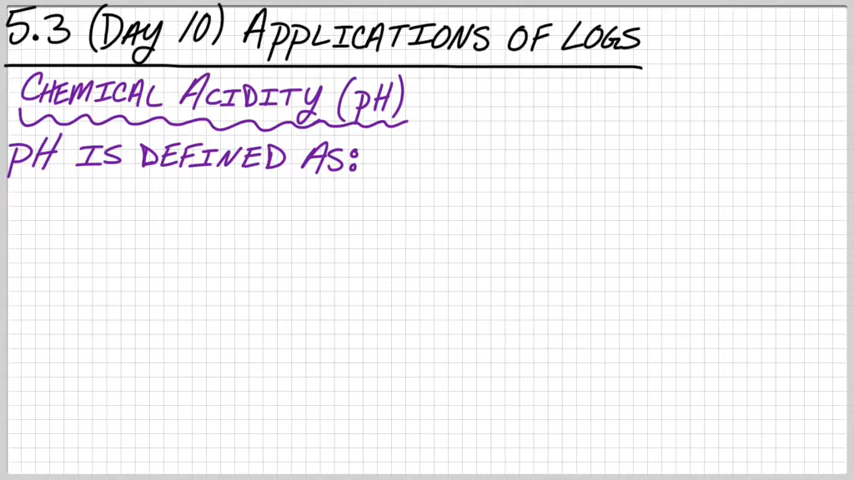 5.3 (DAY 10) APPLICATIONS OF LOGS
CHEMICAL ACIDITY (pH)
pH IS DEFINED AS: